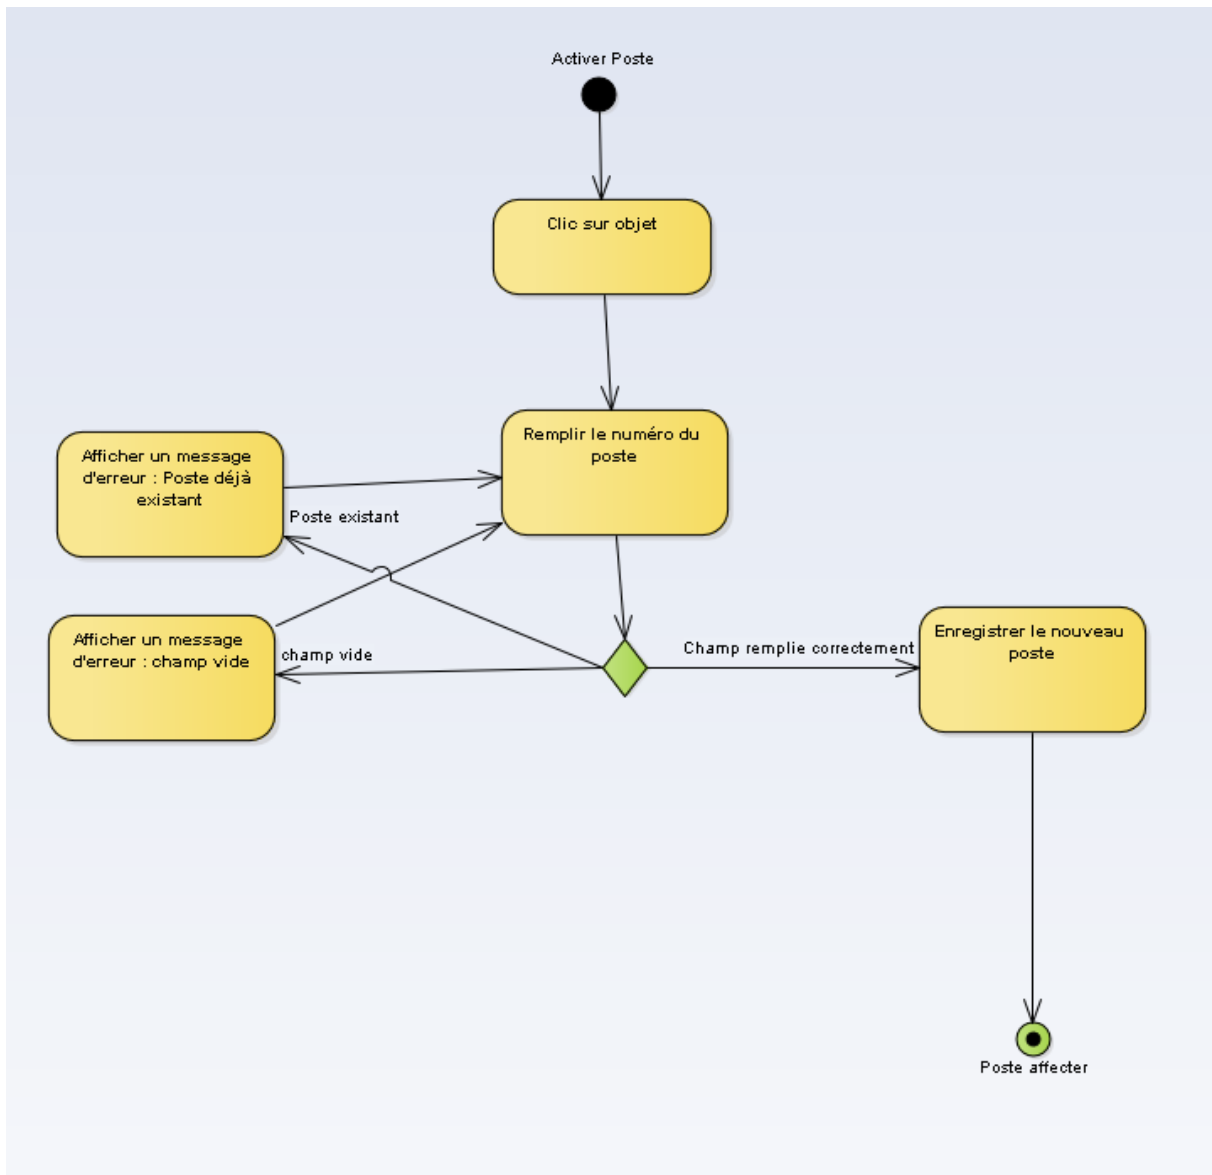 Activer Poste
Clic sur objet
Remplir le numéro du
poste
Afficher un message
d'erreur : Poste déjà
existant
Poste existant
Afficher un message
d'erreur : champ vide
champ vide
Champ remplie correctement
Enregistrer le nouveau
poste
Poste affecter